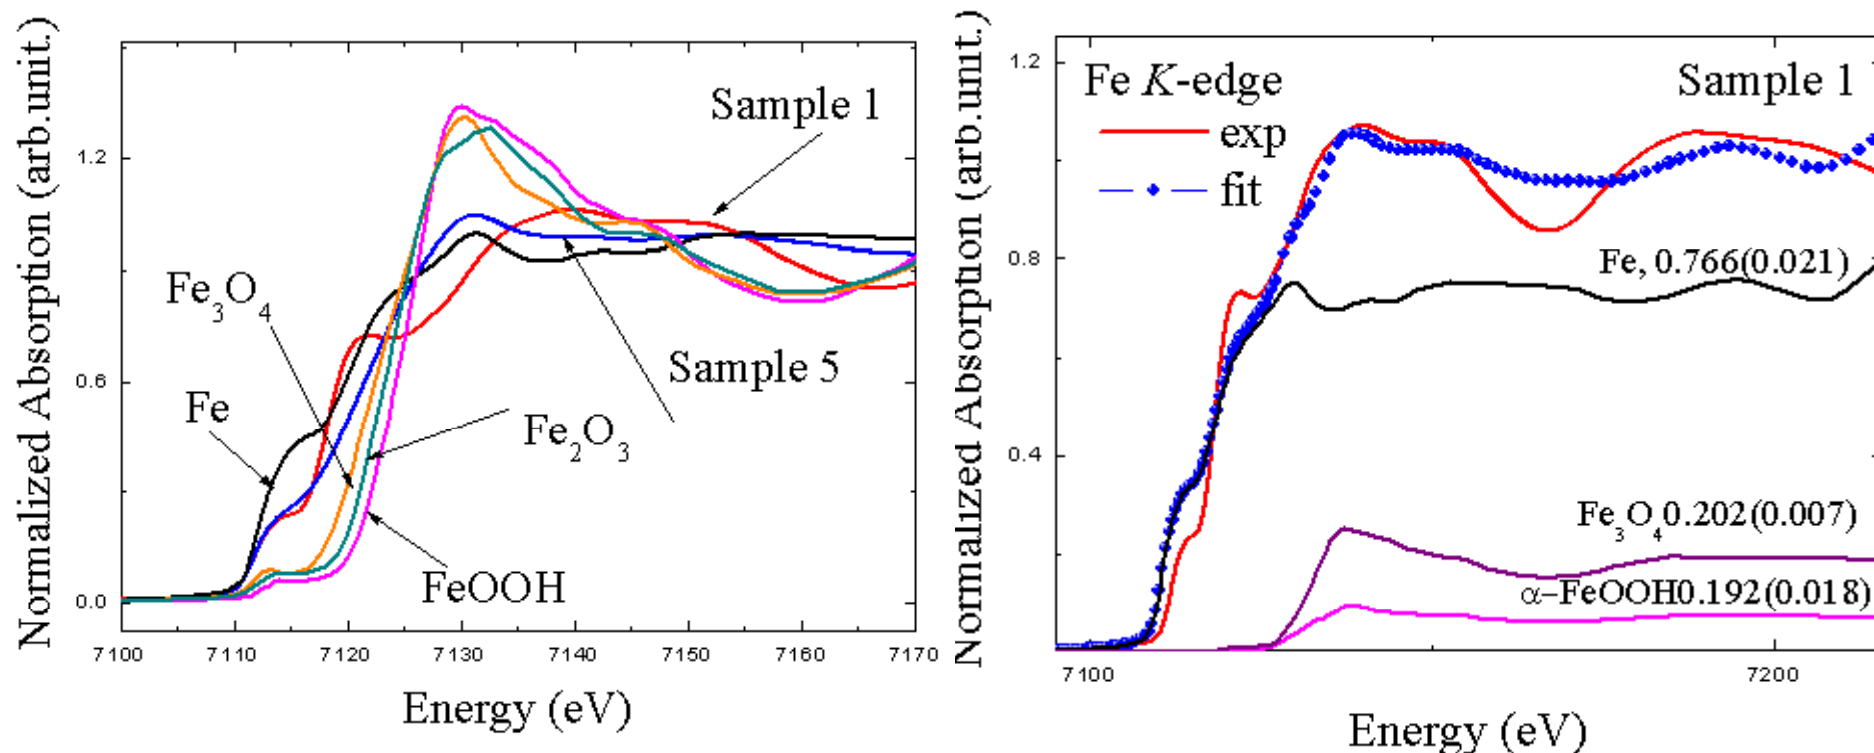 Normalized Absorption (arb.unit.)
1.2
0.6
0.0
Sample 1
Fe₃O₄
Fe
Sample 5
Fe₂O₃
FeOOH
7100 7110 7120 7130 7140 7150 7160 7170
Energy (eV)
Normalized Absorption (arb.unit.)
1.2
0.8
0.4
Fe K-edge
Sample 1
exp
fit
Fe, 0.766(0.021)
Fe₃O₄0.202(0.007)
α–FeOOH0.192(0.018)
7100 7200
Energy (eV)